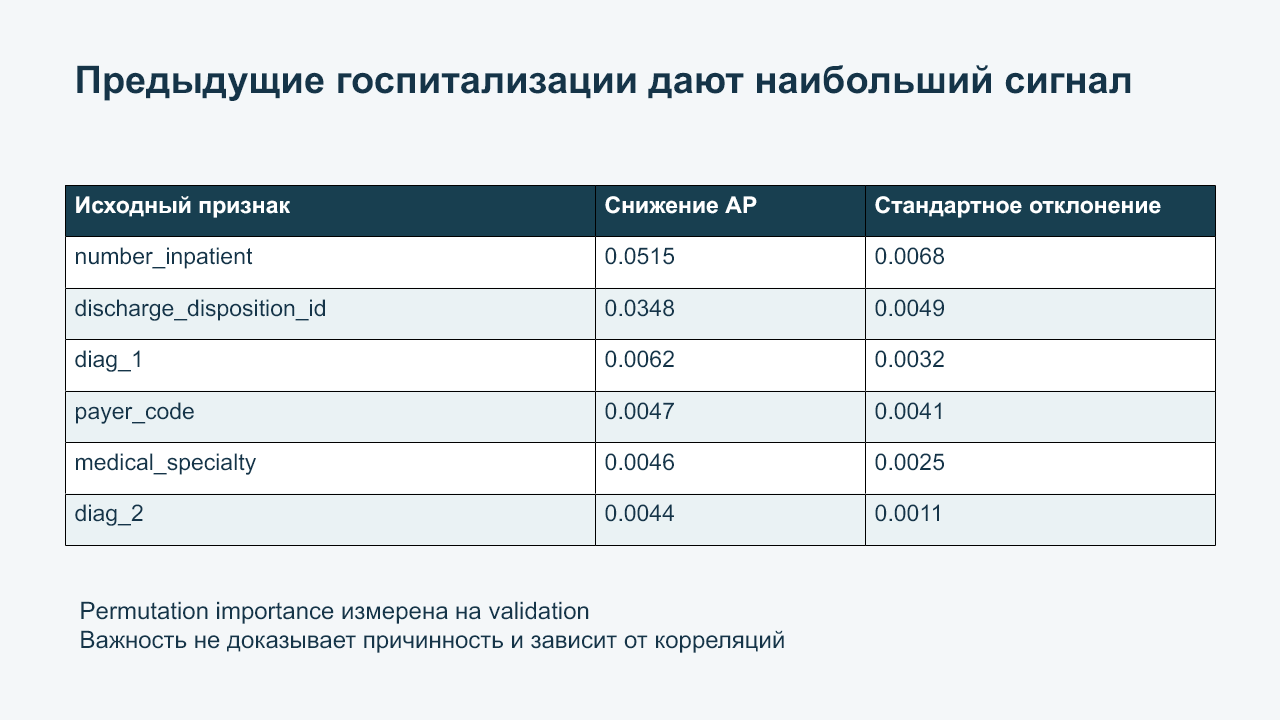 Предыдущие госпитализации дают наибольший сигнал
Исходный признак Снижение AP Стандартное отклонение
number_inpatient 0.0515 0.0068
discharge_disposition_id 0.0348 0.0049
diag_1 0.0062 0.0032
payer_code 0.0047 0.0041
medical_specialty 0.0046 0.0025
diag_2 0.0044 0.0011
Permutation importance измерена на validation
Важность не доказывает причинность и зависит от корреляций